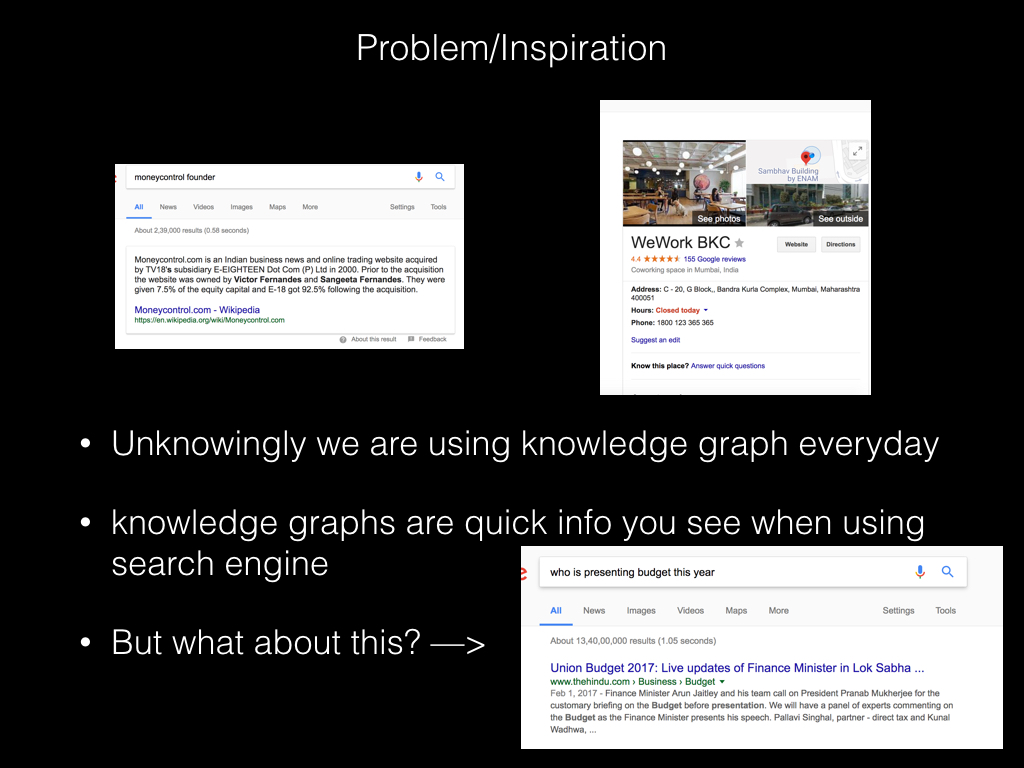 Problem/Inspiration
moneycontrol founder
All News Videos Images Maps More Settings Tools
About 2,39,000 results (0.58 seconds)
Moneycontrol.com is an Indian business news and online trading website acquired
by TV18's subsidiary E-EIGHTEEN Dot Com (P) Ltd in 2000. Prior to the acquisition
the website was owned by Victor Fernandes and Sangeeta Fernandes. They were
given 7.5% of the equity capital and E-18 got 92.5% following the acquisition.
Moneycontrol.com - Wikipedia
https://en.wikipedia.org/wiki/Moneycontrol.com
About this result Feedback
Sambhav Building
by ENAM
See photos
See outside
WeWork BKC
Website Directions
4.4 155 Google reviews
Coworking space in Mumbai, India
Address: C - 20, G Block,, Bandra Kurla Complex, Mumbai, Maharashtra
400051
Hours: Closed today
Phone: 1800 123 365 365
Suggest an edit
Know this place? Answer quick questions
• Unknowingly we are using knowledge graph everyday
• knowledge graphs are quick info you see when using
search engine
• But what about this? —>
e
who is presenting budget this year
All News Images Videos Maps More Settings Tools
About 13,40,00,000 results (1.05 seconds)
Union Budget 2017: Live updates of Finance Minister in Lok Sabha ...
www.thehindu.com › Business › Budget
Feb 1, 2017 - Finance Minister Arun Jaitley and his team call on President Pranab Mukherjee for the
customary briefing on the Budget before presentation. We will have a panel of experts commenting on
the Budget as the Finance Minister presents his speech. Pallavi Singhal, partner - direct tax and Kunal
Wadhwa, ...